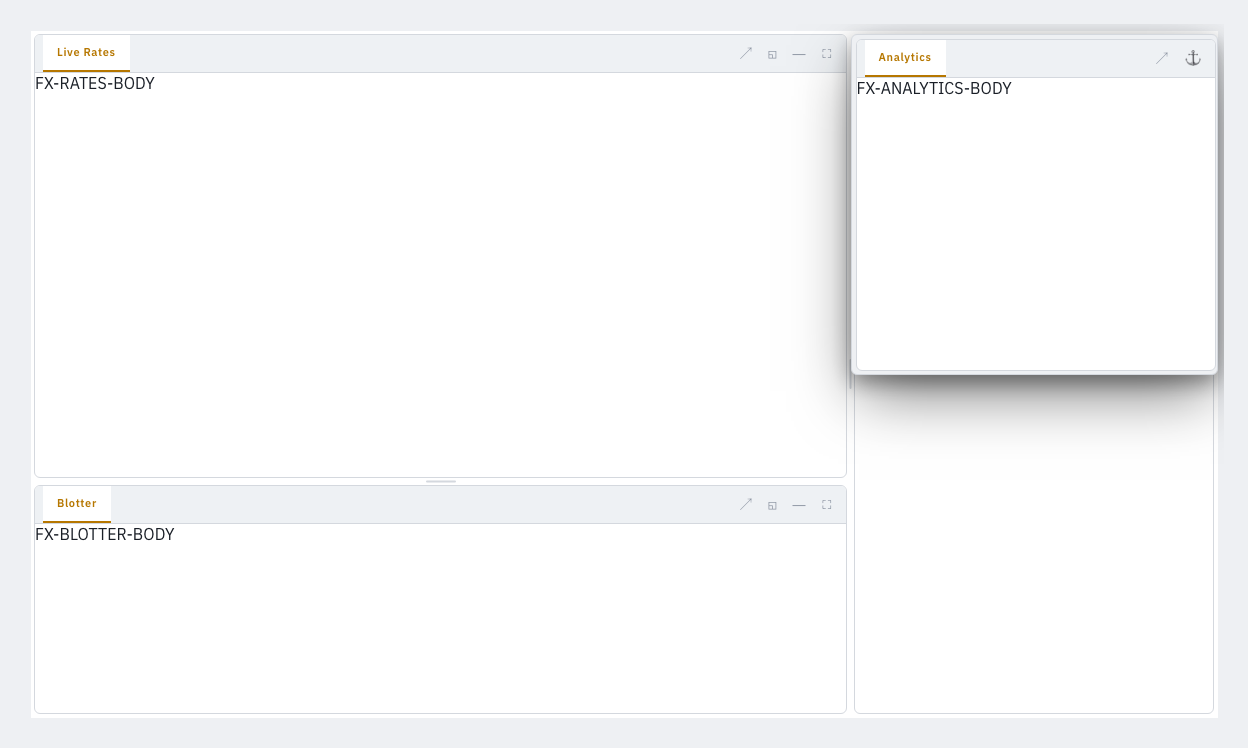 Live Rates
FX-RATES-BODY
Analytics
FX-ANALYTICS-BODY
Blotter
FX-BLOTTER-BODY